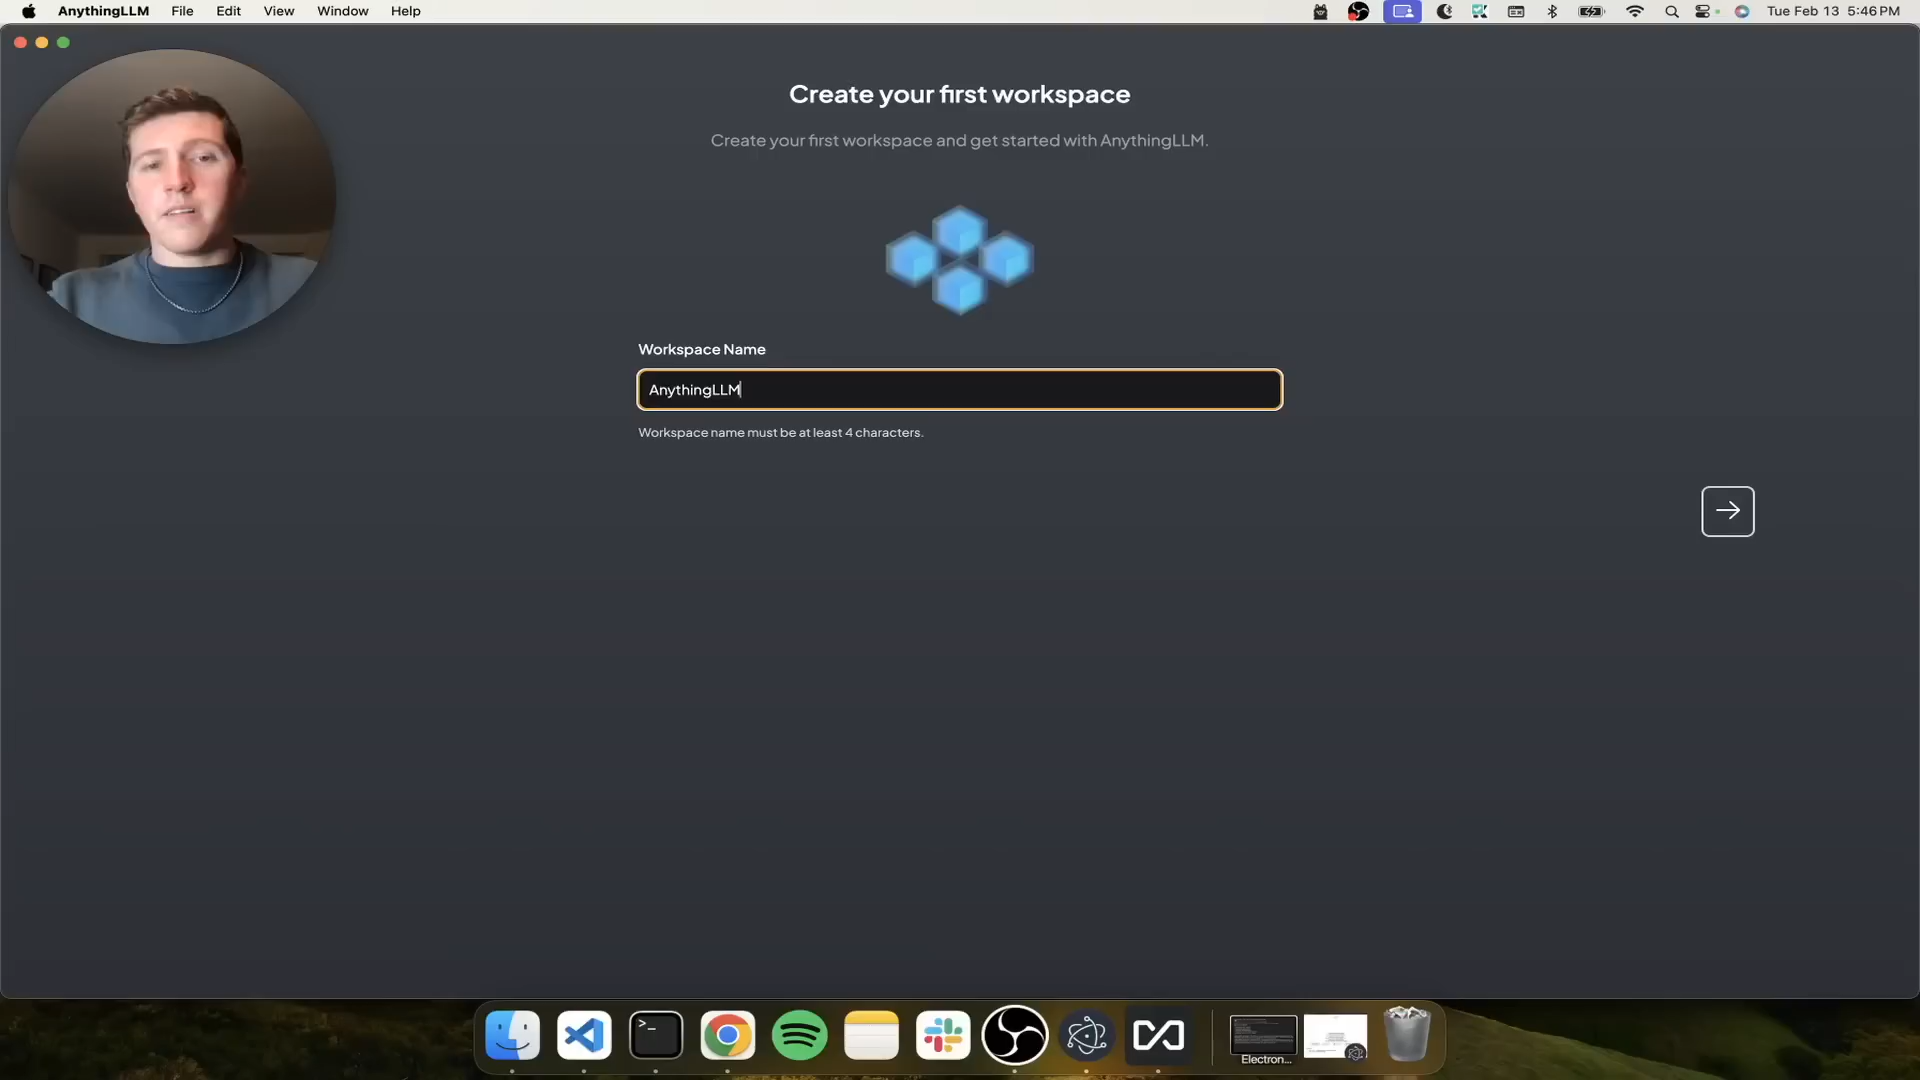 AnythingLLM File Edit View Window Help Tue Feb 13 5:46 PM
Create your first workspace
Create your first workspace and get started with AnythingLLM.
Workspace Name
AnythingLLM
Workspace name must be at least 4 characters.
>_
Electron...